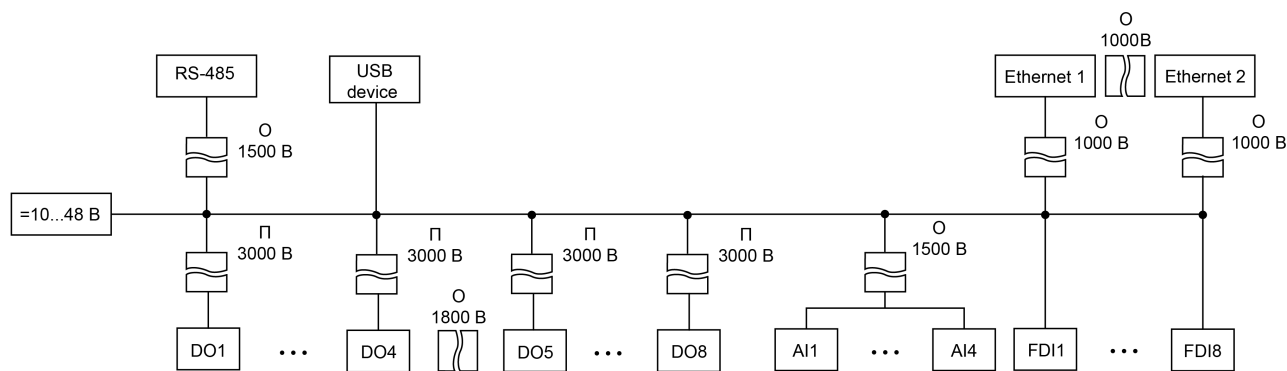 О
1000В
RS-485
USB
device
Ethernet 1
Ethernet 2
О
1500 В
О
1000 В
О
1000 В
=10...48 В
П
3000 В
П
3000 В
П
3000 В
П
3000 В
О
1500 В
О
1800 В
DO1
...
DO4
DO5
...
DO8
AI1
...
AI4
FDI1
...
FDI8